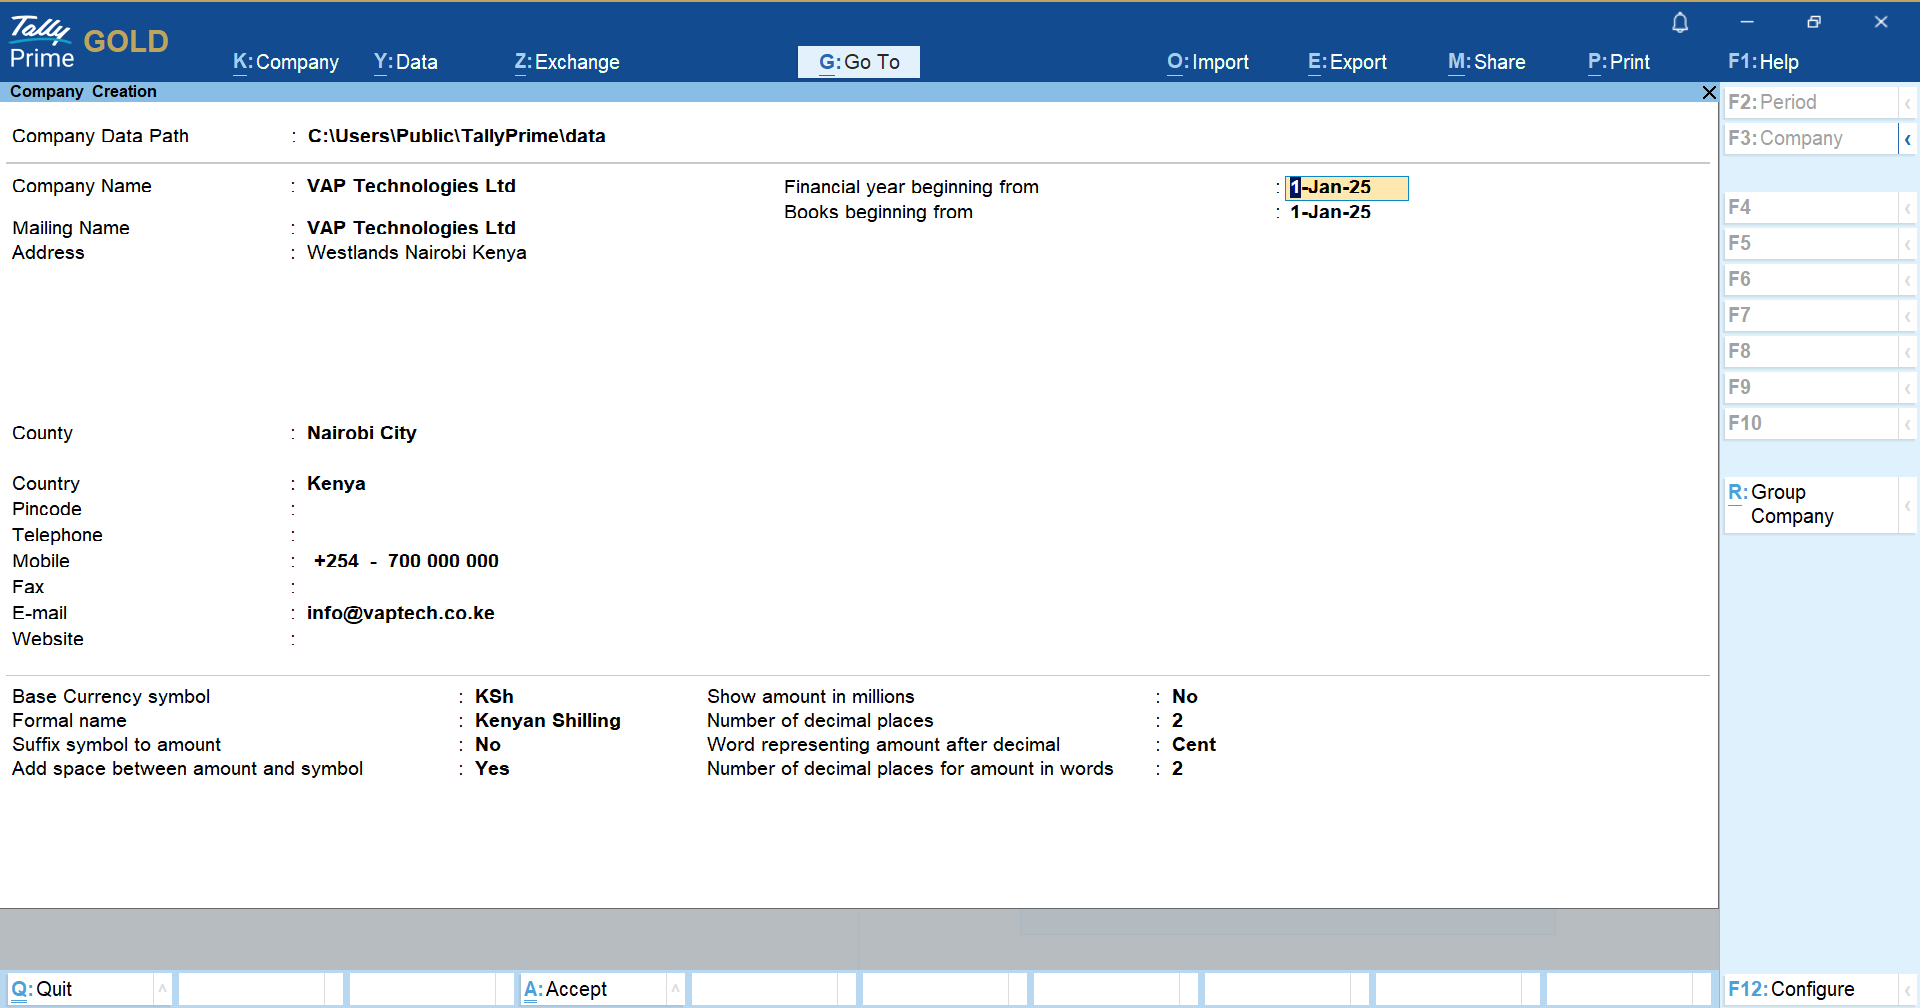 Tally Prime GOLD
K:Company Y:Data Z:Exchange G:Go To O:Import E:Export M:Share P:Print F1:Help
Company Creation
Company Data Path : C:\Users\Public\TallyPrime\data
Company Name : VAP Technologies Ltd
Mailing Name : VAP Technologies Ltd
Address : Westlands Nairobi Kenya
Financial year beginning from : 1-Jan-25
Books beginning from : 1-Jan-25
County : Nairobi City
Country : Kenya
Pincode :
Telephone :
Mobile : +254 - 700 000 000
Fax :
E-mail : info@vaptech.co.ke
Website :
Base Currency symbol : KSh
Formal name : Kenyan Shilling
Suffix symbol to amount : No
Add space between amount and symbol : Yes
Show amount in millions : No
Number of decimal places : 2
Word representing amount after decimal : Cent
Number of decimal places for amount in words : 2
F2:Period
F3:Company
F4
F5
F6
F7
F8
F9
F10
R:Group
Company
Q:Quit A:Accept F12:Configure